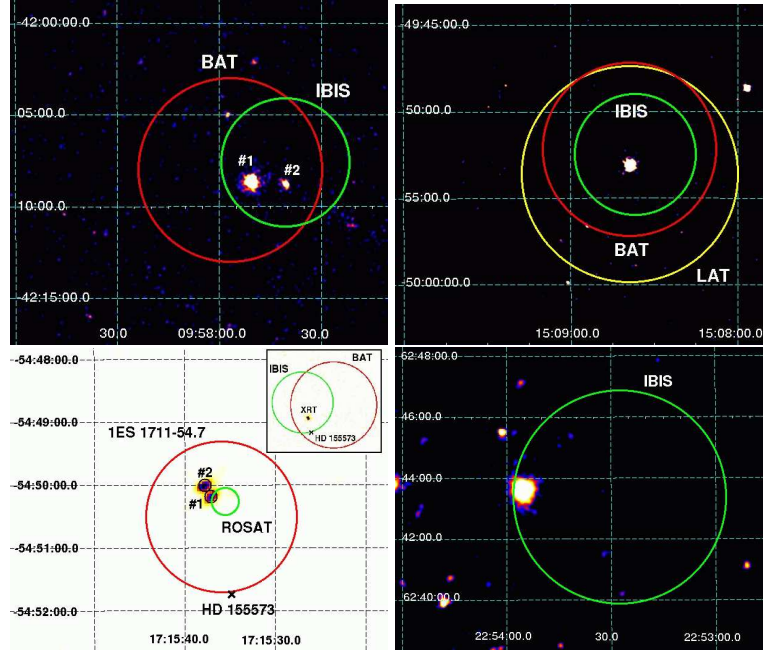 -42:00:00.0
BAT
IBIS
05:00.0
#1
#2
10:00.0
-42:15:00.0
30.0
09:58:00.0
30.0
-49:45:00.0
50:00.0
IBIS
55:00.0
BAT
LAT
-50:00:00.0
15:09:00.0
15:08:00.0
-54:48:00.0
BAT
IBIS
XRT
HD 155573
-54:49:00.0
1ES 1711-54.7
#2
-54:50:00.0
#1
ROSAT
-54:51:00.0
HD 155573
-54:52:00.0
17:15:40.0
17:15:30.0
62:48:00.0
IBIS
46:00.0
44:00.0
42:00.0
62:40:00.0
22:54:00.0
30.0
22:53:00.0